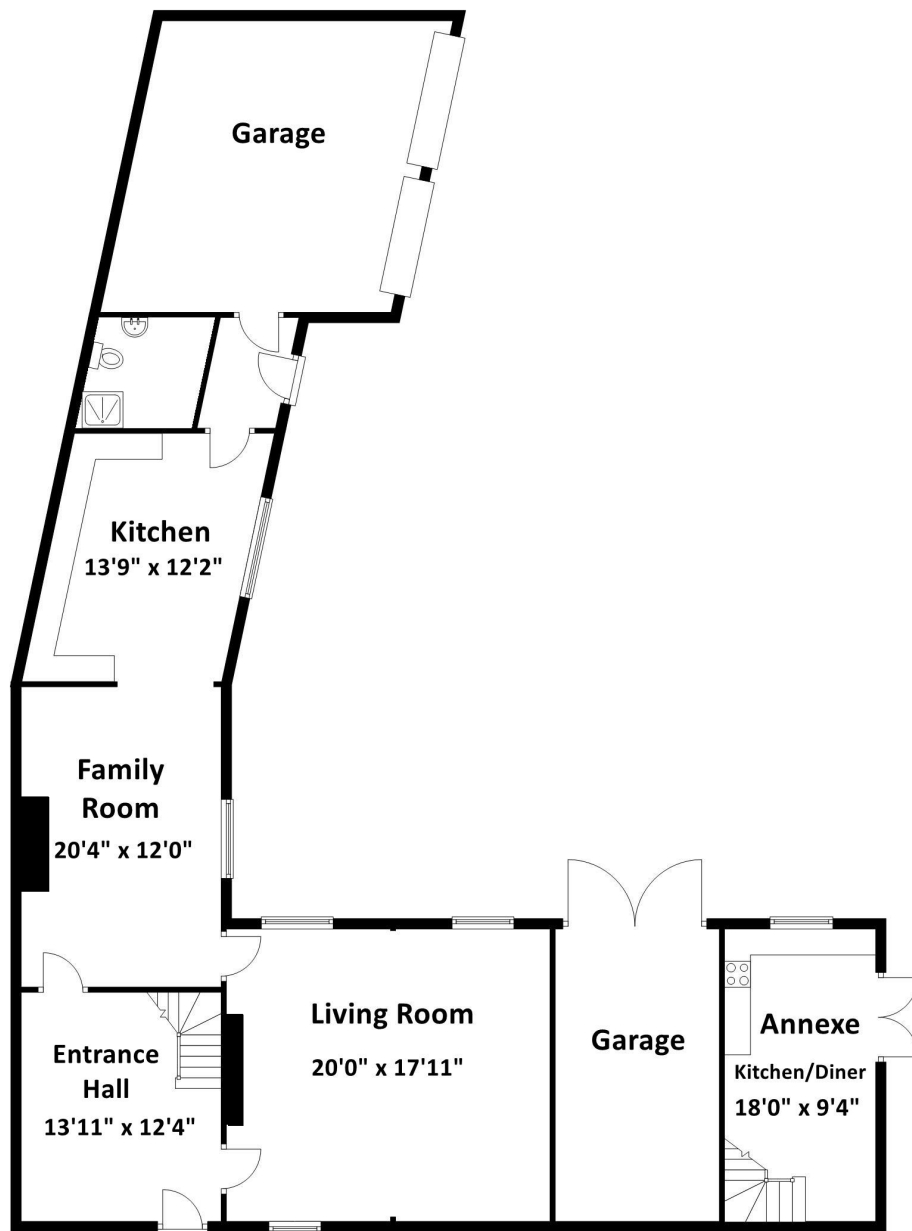 Garage
Kitchen
13'9" x 12'2"
Family
Room
20'4" x 12'0"
Entrance
Hall
13'11" x 12'4"
Living Room
20'0" x 17'11"
Garage
Annexe
Kitchen/Diner
18'0" x 9'4"